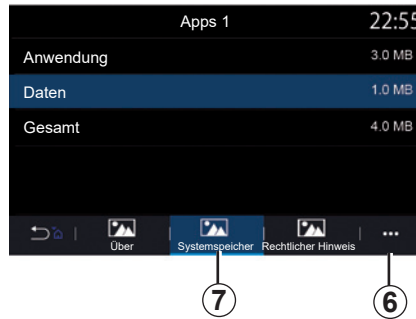 Apps 1 22:55
Anwendung 3.0 MB
Daten 1.0 MB
Gesamt 4.0 MB
Über Systemspeicher Rechtlicher Hinweis ...
7 6